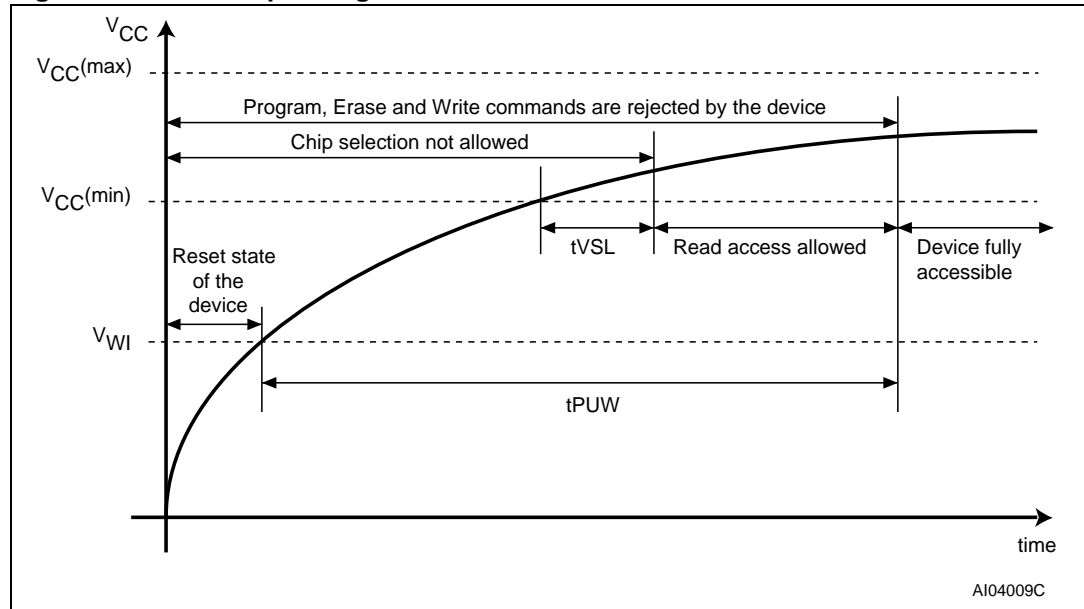 VCC
VCC(max)
Program, Erase and Write commands are rejected by the device
Chip selection not allowed
VCC(min)
tVSL
Read access allowed
Device fully
accessible
Reset state
of the
device
VWI
tPUW
time
AI04009C